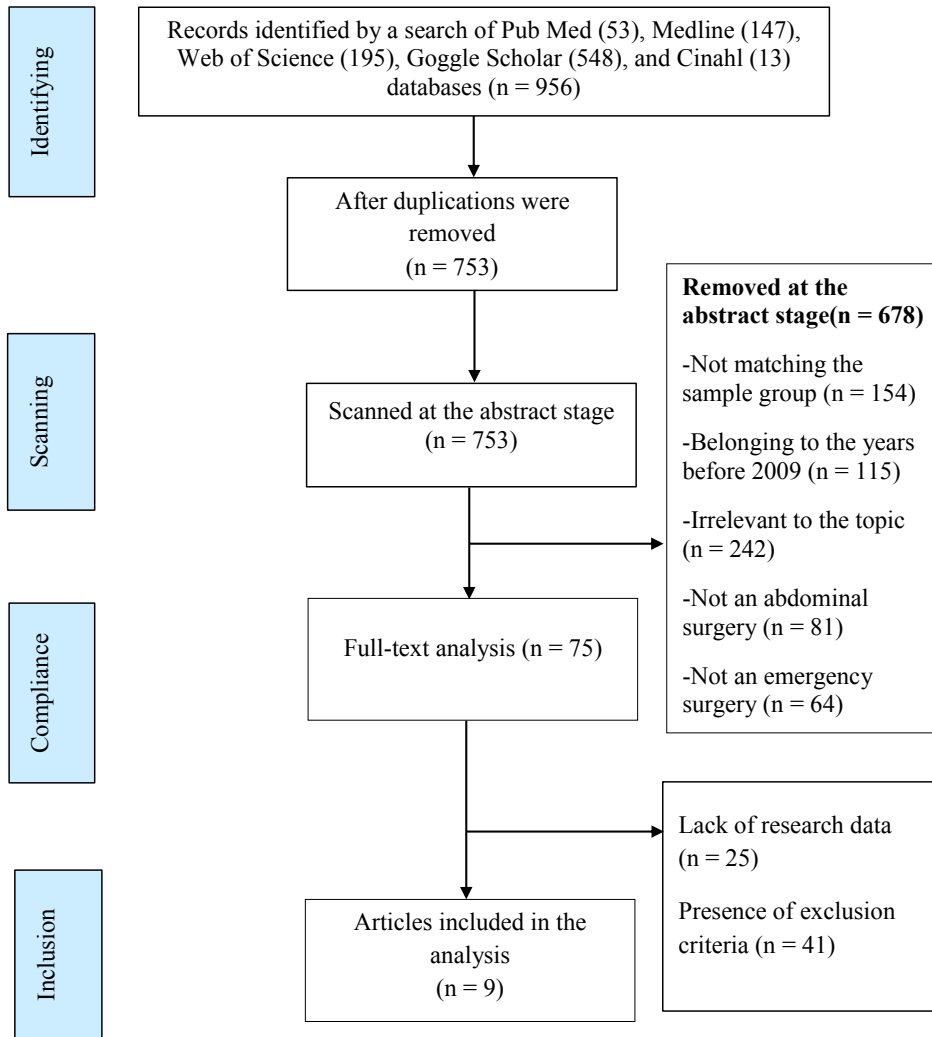 Identifying
Records identified by a search of Pub Med (53), Medline (147),
Web of Science (195), Goggle Scholar (548), and Cinahl (13)
databases (n = 956)
After duplications were
removed
(n = 753)
Scanning
Scanned at the abstract stage
(n = 753)
Removed at the
abstract stage(n = 678)
-Not matching the
sample group (n = 154)
-Belonging to the years
before 2009 (n = 115)
-Irrelevant to the topic
(n = 242)
-Not an abdominal
surgery (n = 81)
-Not an emergency
surgery (n = 64)
Compliance
Full-text analysis (n = 75)
Lack of research data
(n = 25)
Presence of exclusion
criteria (n = 41)
Inclusion
Articles included in the
analysis
(n = 9)